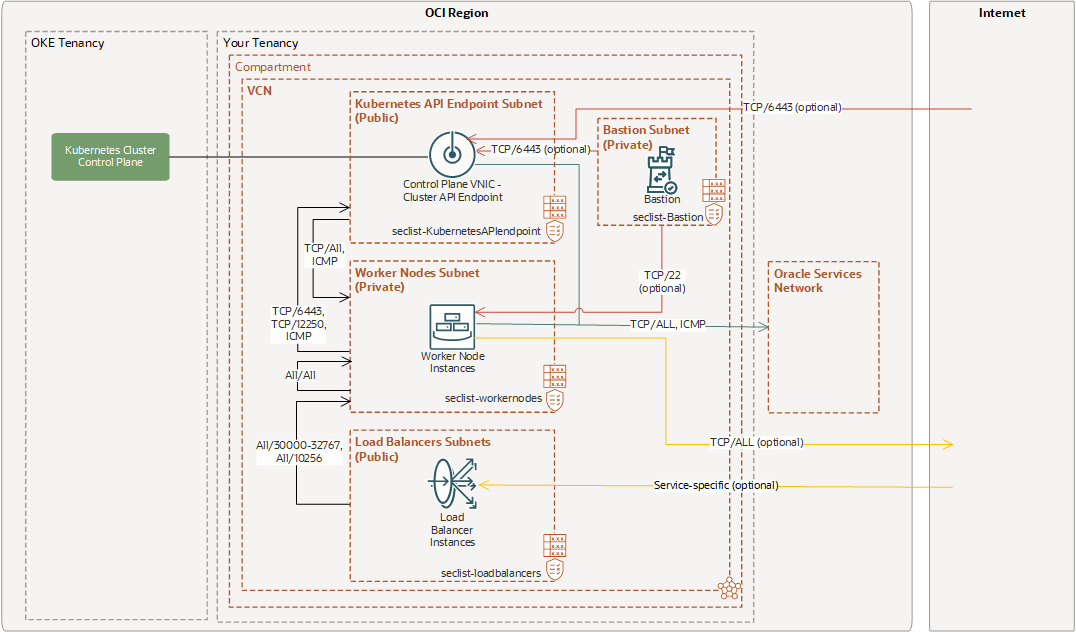 OCI Region
Internet
OKE Tenancy
Your Tenancy
Compartment
VCN
Kubernetes API Endpoint Subnet
(Public)
TCP/6443 (optional)
Bastion Subnet
(Private)
Kubernetes Cluster
Control Plane
TCP/6443 (optional)
Control Plane VNIC -
Cluster API Endpoint
Bastion
seclist-Bastion
seclist-KubernetesAPIendpoint
TCP/All,
ICMP
Worker Nodes Subnet
(Private)
TCP/22
(optional)
Oracle Services
Network
TCP/6443,
TCP/12250,
ICMP
TCP/ALL, ICMP
Worker Node
Instances
All/All
seclist-workernodes
Load Balancers Subnets
(Public)
TCP/ALL (optional)
All/30000-32767,
All/10256
Service-specific (optional)
Load
Balancer
Instances
seclist-loadbalancers